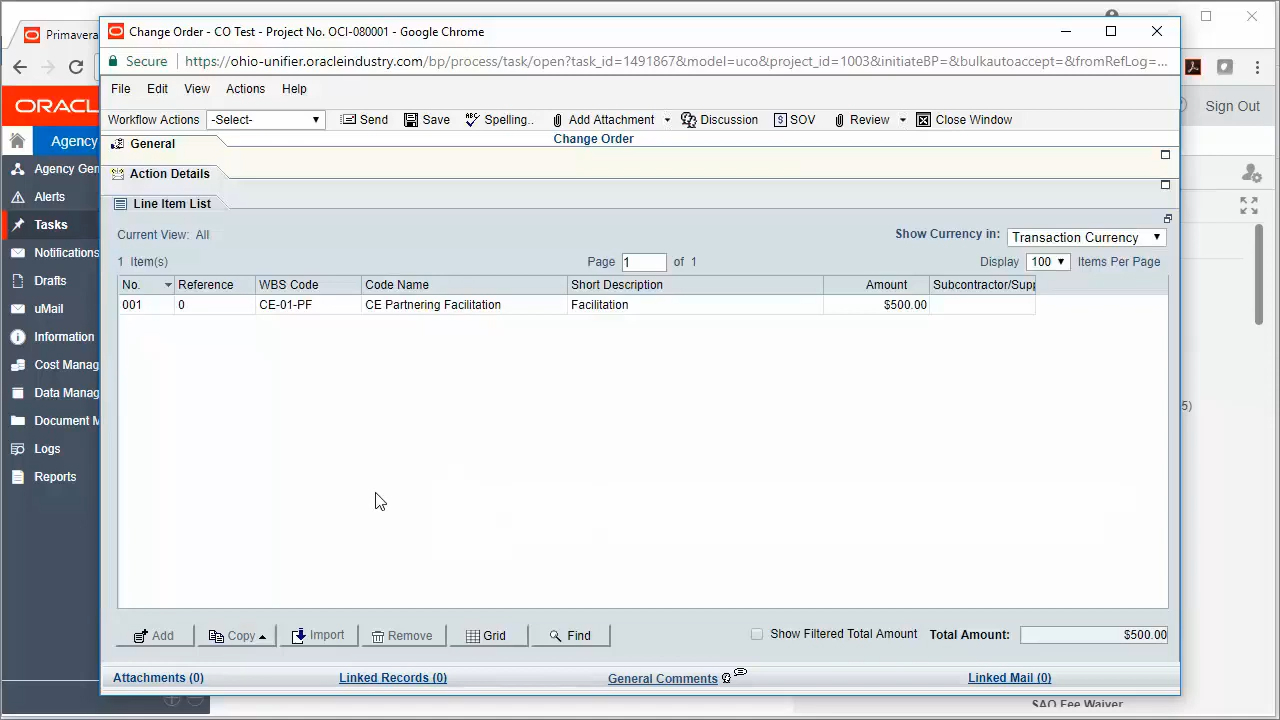 Primavera
Change Order - CO Test - Project No. OCI-080001 - Google Chrome
Secure
https://ohio-unifier.oracleindustry.com/bp/process/task/open?task_id=1491867&model=uco&project_id=1003&initiateBP=&bulkautoaccept=&fromRefLog=...
ORACL
Sign Out
File Edit View Actions Help
Workflow Actions -Select- Send Save Spelling. Add Attachment Discussion $ SOV Review Close Window
Change Order
Agency
General
Agency Gen
Action Details
Alerts
Line Item List
Tasks
Current View: All
Show Currency in: Transaction Currency
Notifications
1 Item(s)
Page 1 of 1
Display 100 Items Per Page
Drafts
No. Reference WBS Code Code Name Short Description Amount Subcontractor/Supp
001 0 CE-01-PF CE Partnering Facilitation Facilitation $500.00
uMail
Information
Cost Manag
Data Manag
5)
Document M
Logs
Reports
Add Copy Import Remove Grid Find
Show Filtered Total Amount Total Amount: $500.00
Attachments (0) Linked Records (0) General Comments Linked Mail (0)
SAO Fee Waiver